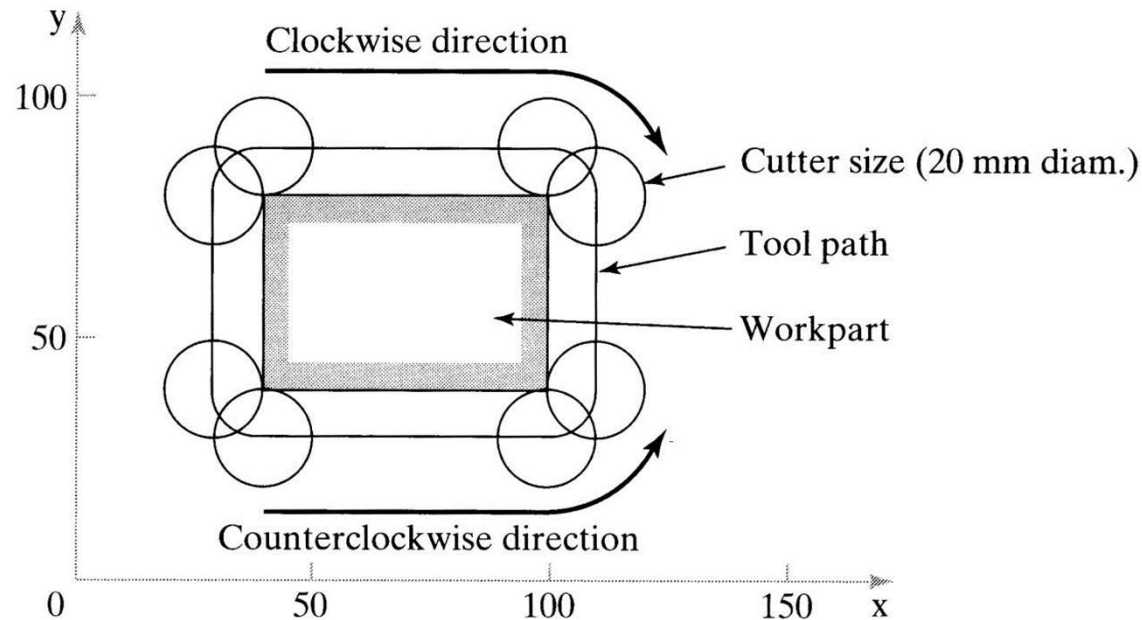 y
Clockwise direction
100
Cutter size (20 mm diam.)
Tool path
Workpart
50
Counterclockwise direction
0
50
100
150
x